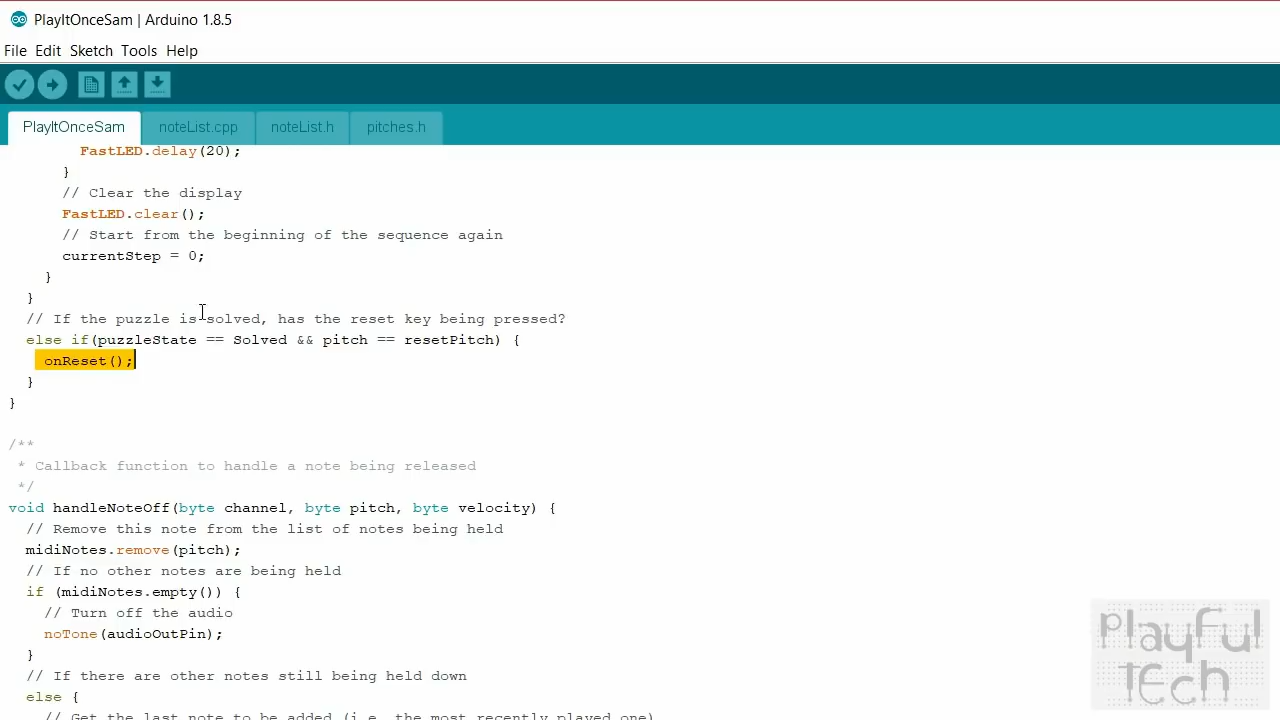 PlayItOnceSam | Arduino 1.8.5
File Edit Sketch Tools Help
PlayItOnceSam noteList.cpp noteList.h pitches.h
FastLED.delay(20);
}
// Clear the display
FastLED.clear();
// Start from the beginning of the sequence again
currentStep = 0;
}
}
// If the puzzle is solved, has the reset key being pressed?
else if(puzzleState == Solved && pitch == resetPitch) {
onReset();
}
}
/**
* Callback function to handle a note being released
*/
void handleNoteOff(byte channel, byte pitch, byte velocity) {
// Remove this note from the list of notes being held
midiNotes.remove(pitch);
// If no other notes are being held
if (midiNotes.empty()) {
// Turn off the audio
noTone(audioOutPin);
}
// If there are other notes still being held down
else {
// Get the last note to be added (i.e. the most recently played one)
playful
tech